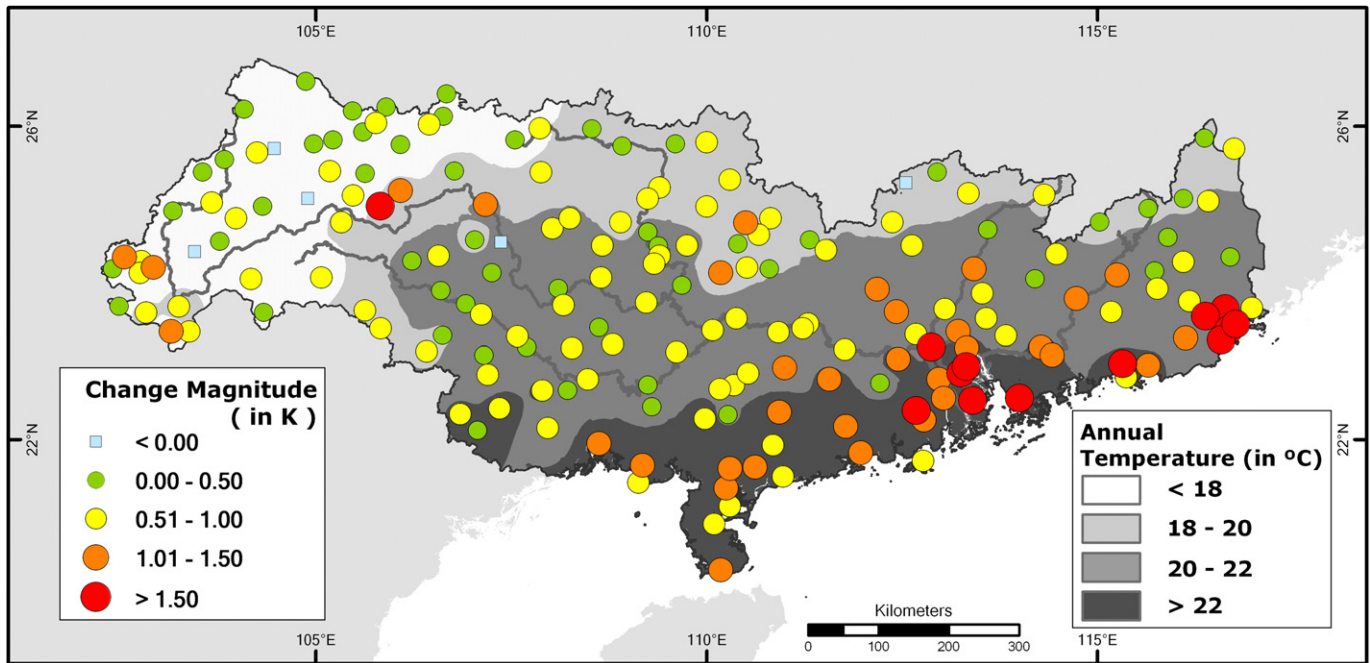 105°E 110°E 115°E
26°N 26°N
22°N 22°N
Change Magnitude
( in K )
< 0.00
0.00 - 0.50
0.51 - 1.00
1.01 - 1.50
> 1.50
Annual
Temperature (in ºC)
< 18
18 - 20
20 - 22
> 22
Kilometers
0 100 200 300
105°E 110°E 115°E